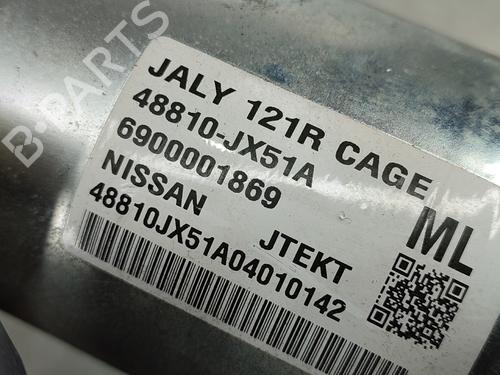 B-PARTS
JALY 121R CAGE
48810-JX51A
6900001869
NISSAN JTEKT
ML
48810JX51A04010142